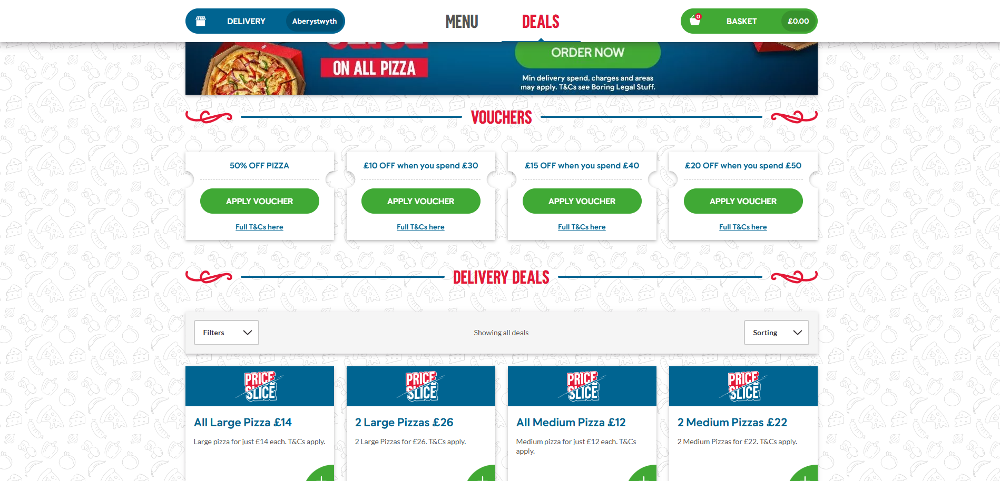 DELIVERY
Aberystwyth
MENU
DEALS
0
BASKET
£0.00
ON ALL PIZZA
ORDER NOW
Min delivery spend, charges and areas
may apply. T&Cs see Boring Legal Stuff.
VOUCHERS
50% OFF PIZZA
APPLY VOUCHER
Full T&Cs here
£10 OFF when you spend £30
APPLY VOUCHER
Full T&Cs here
£15 OFF when you spend £40
APPLY VOUCHER
Full T&Cs here
£20 OFF when you spend £50
APPLY VOUCHER
Full T&Cs here
DELIVERY DEALS
Filters
Showing all deals
Sorting
PRICE
SLICE
All Large Pizza £14
Large pizza for just £14 each. T&Cs apply.
PRICE
SLICE
2 Large Pizzas £26
2 Large Pizzas for £26. T&Cs apply.
PRICE
SLICE
All Medium Pizza £12
Medium pizza for just £12 each. T&Cs
apply.
PRICE
SLICE
2 Medium Pizzas £22
2 Medium Pizzas for £22. T&Cs apply.